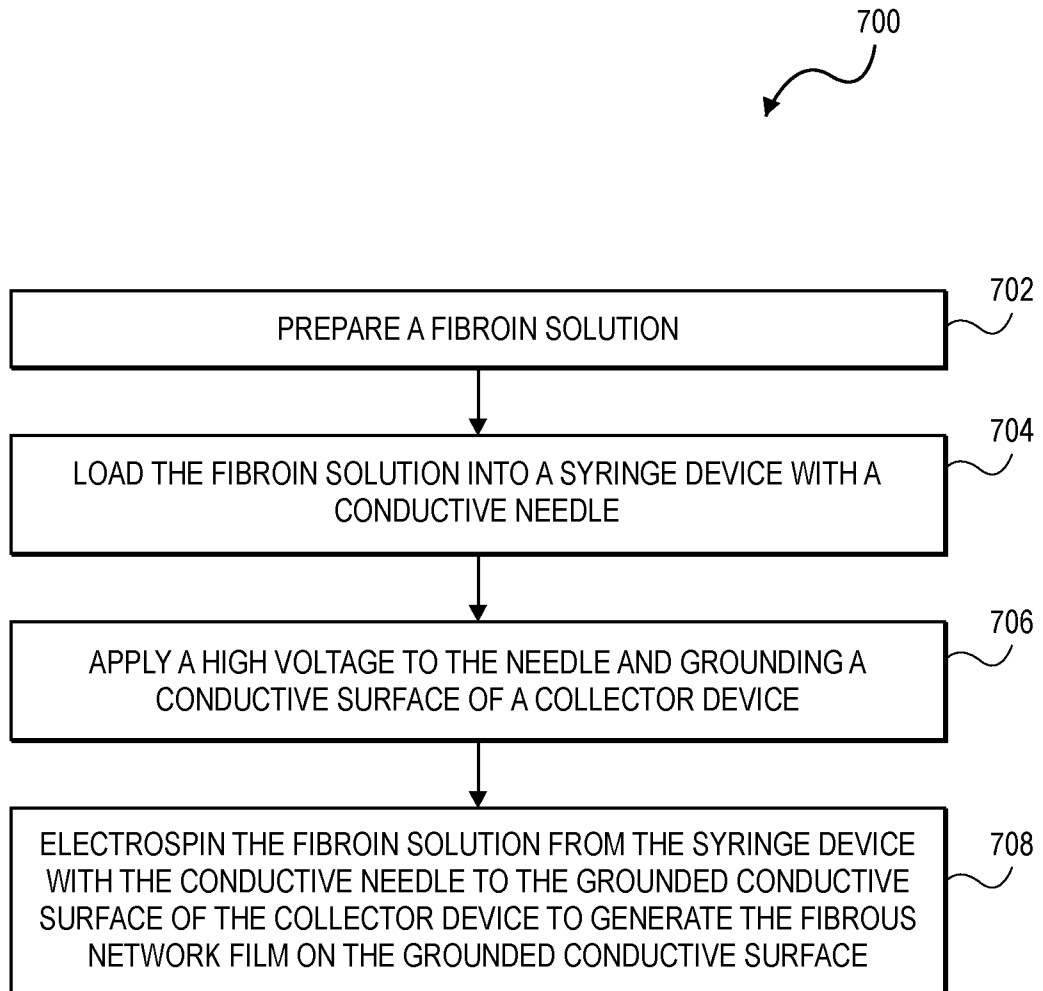 700
PREPARE A FIBROIN SOLUTION
702
LOAD THE FIBROIN SOLUTION INTO A SYRINGE DEVICE WITH A
CONDUCTIVE NEEDLE
704
APPLY A HIGH VOLTAGE TO THE NEEDLE AND GROUNDING A
CONDUCTIVE SURFACE OF A COLLECTOR DEVICE
706
ELECTROSPIN THE FIBROIN SOLUTION FROM THE SYRINGE DEVICE
WITH THE CONDUCTIVE NEEDLE TO THE GROUNDED CONDUCTIVE
SURFACE OF THE COLLECTOR DEVICE TO GENERATE THE FIBROUS
NETWORK FILM ON THE GROUNDED CONDUCTIVE SURFACE
708